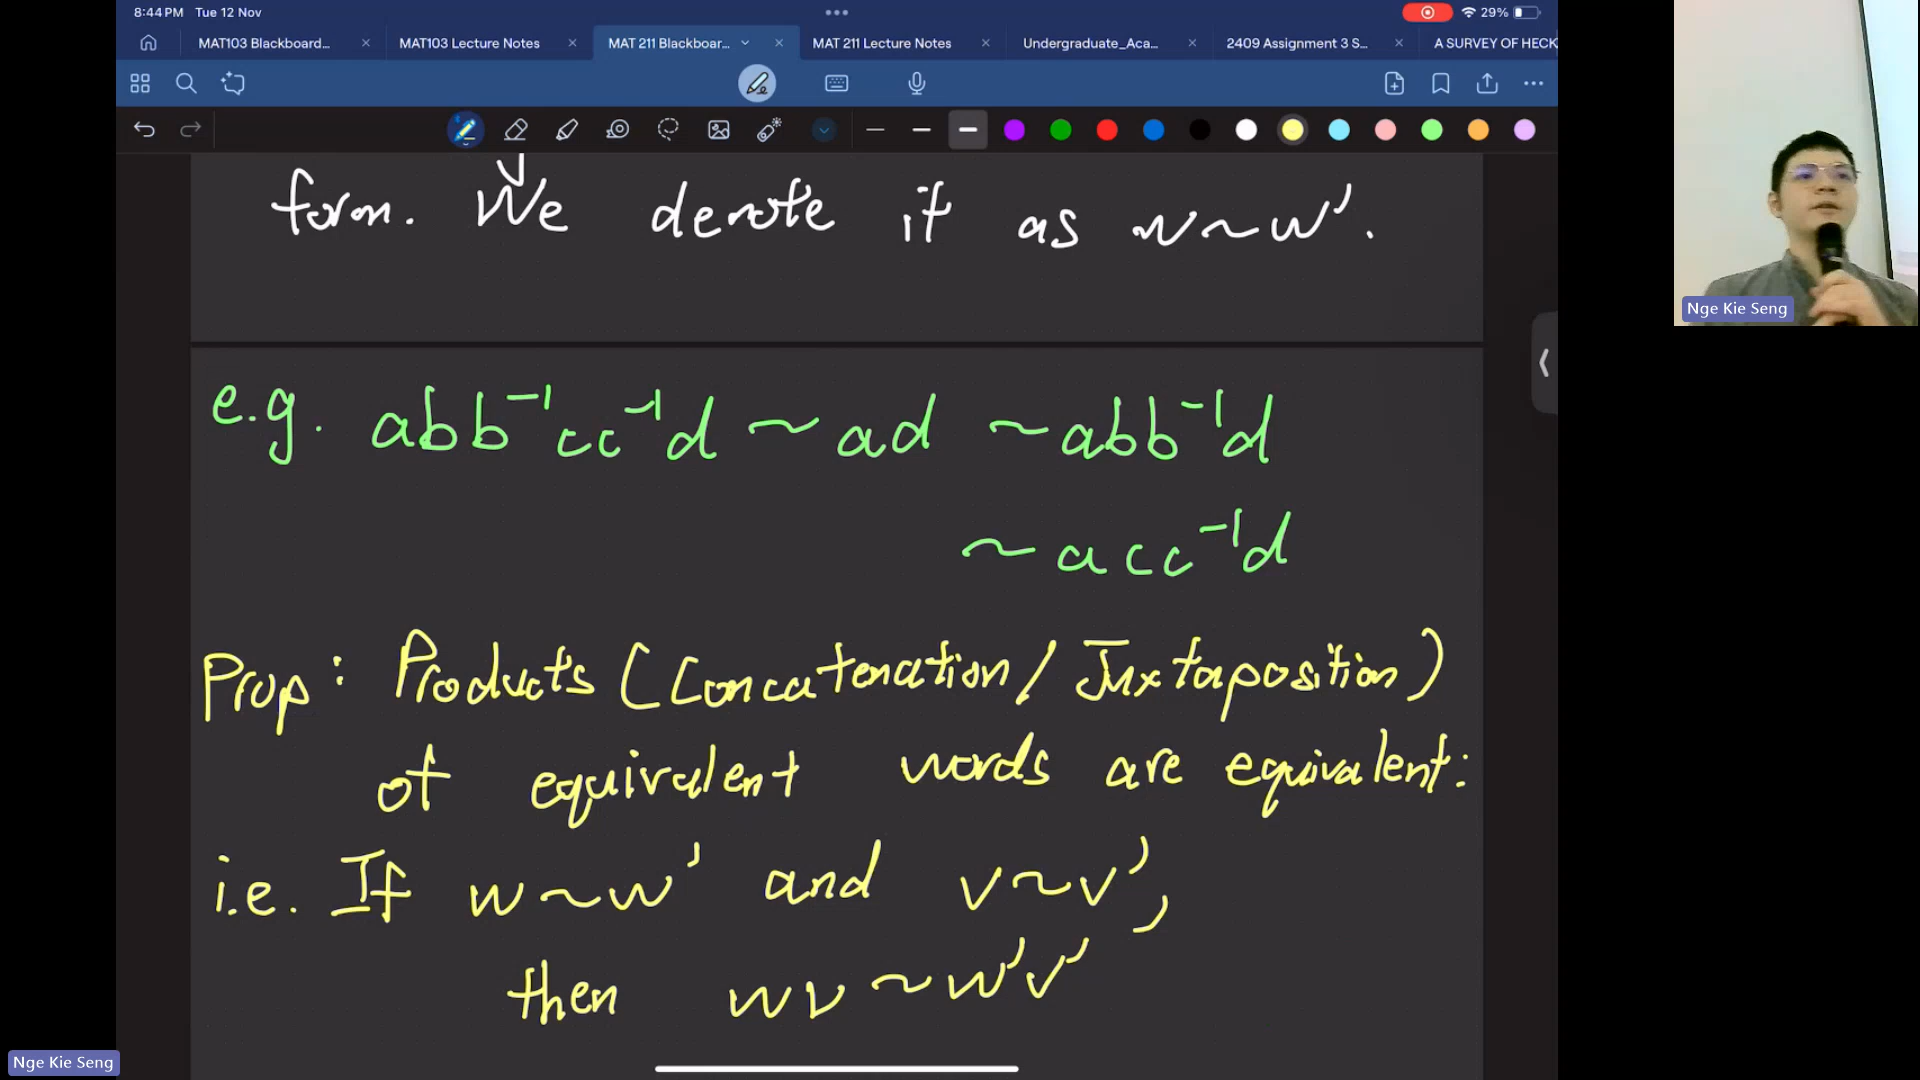 8:44 PM Tue 12 Nov
29%
MAT103 Blackboard...
MAT103 Lecture Notes
MAT 211 Blackboar...
MAT 211 Lecture Notes
Undergraduate_Aca...
2409 Assignment 3 S...
A SURVEY OF HECK
form. We denote it as w~w'.
e.g. abb⁻¹cc⁻¹d ~ ad ~ abb⁻¹d
~ acc⁻¹d
Prop: Products (Concatenation / Juxtaposition)
of equivalent words are equivalent:
i.e. If w~w' and v~v',
then wv ~ w'v'
Nge Kie Seng
Nge Kie Seng